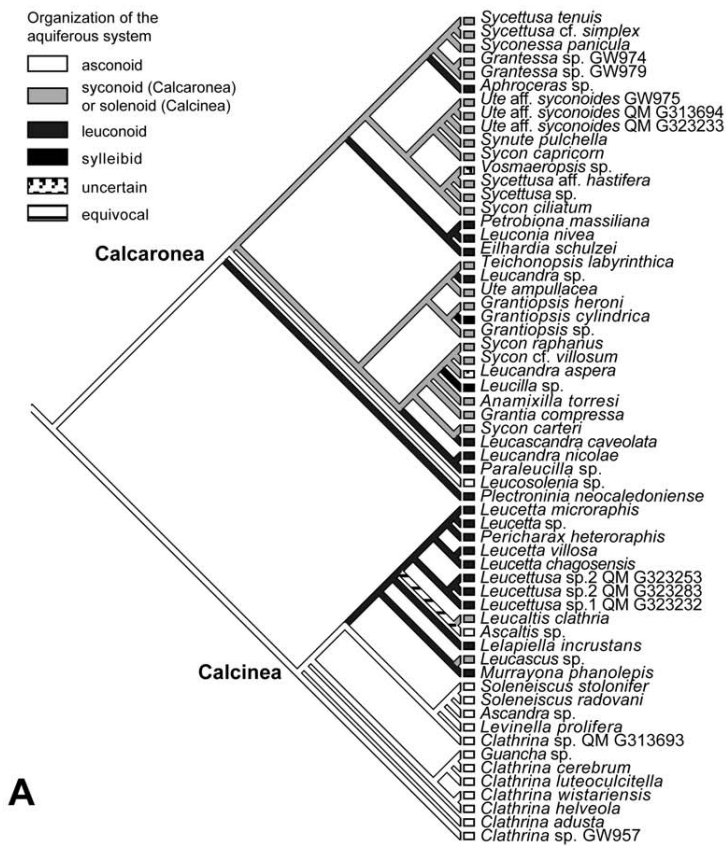 Organization of the
aquiferous system
asconoid
syconoid (Calcaronea)
or solenoid (Calcinea)
leuconoid
sylleibid
uncertain
equivocal
Calcaronea
Calcinea
A
Sycettusa tenuis
Sycettusa cf. simplex
Syconessa panicula
Grantessa sp. GW974
Grantessa sp. GW979
Aphroceras sp.
Ute aff. syconoides GW975
Ute aff. syconoides QM G313694
Ute aff. syconoides QM G323233
Synute pulchella
Sycon capricorn
Vosmaeropsis sp.
Sycettusa aff. hastifera
Sycettusa sp.
Sycon ciliatum
Petrobiona massiliana
Leuconia nivea
Eilhardia schulzei
Teichonopsis labyrinthica
Leucandra sp.
Ute ampullacea
Grantiopsis heroni
Grantiopsis cylindrica
Grantiopsis sp.
Sycon raphanus
Sycon cf. villosum
Leucandra aspera
Leucilla sp.
Anamixilla torresi
Grantia compressa
Sycon carteri
Leucascandra caveolata
Leucandra nicolae
Paraleucilla sp.
Leucosolenia sp.
Plectroninia neocaledoniense
Leucetta microraphis
Leucetta sp.
Pericharax heteroraphis
Leucetta villosa
Leucetta chagosensis
Leucettusa sp.2 QM G323253
Leucettusa sp.2 QM G323283
Leucettusa sp.1 QM G323232
Leucaltis clathria
Ascaltis sp.
Lelapiella incrustans
Leucascus sp.
Murrayona phanolepis
Soleneiscus stolonifer
Soleneiscus radovani
Ascandra sp.
Levinella prolifera
Clathrina sp. QM G313693
Guancha sp.
Clathrina cerebrum
Clathrina luteoculcitella
Clathrina wistariensis
Clathrina helveola
Clathrina adusta
Clathrina sp. GW957